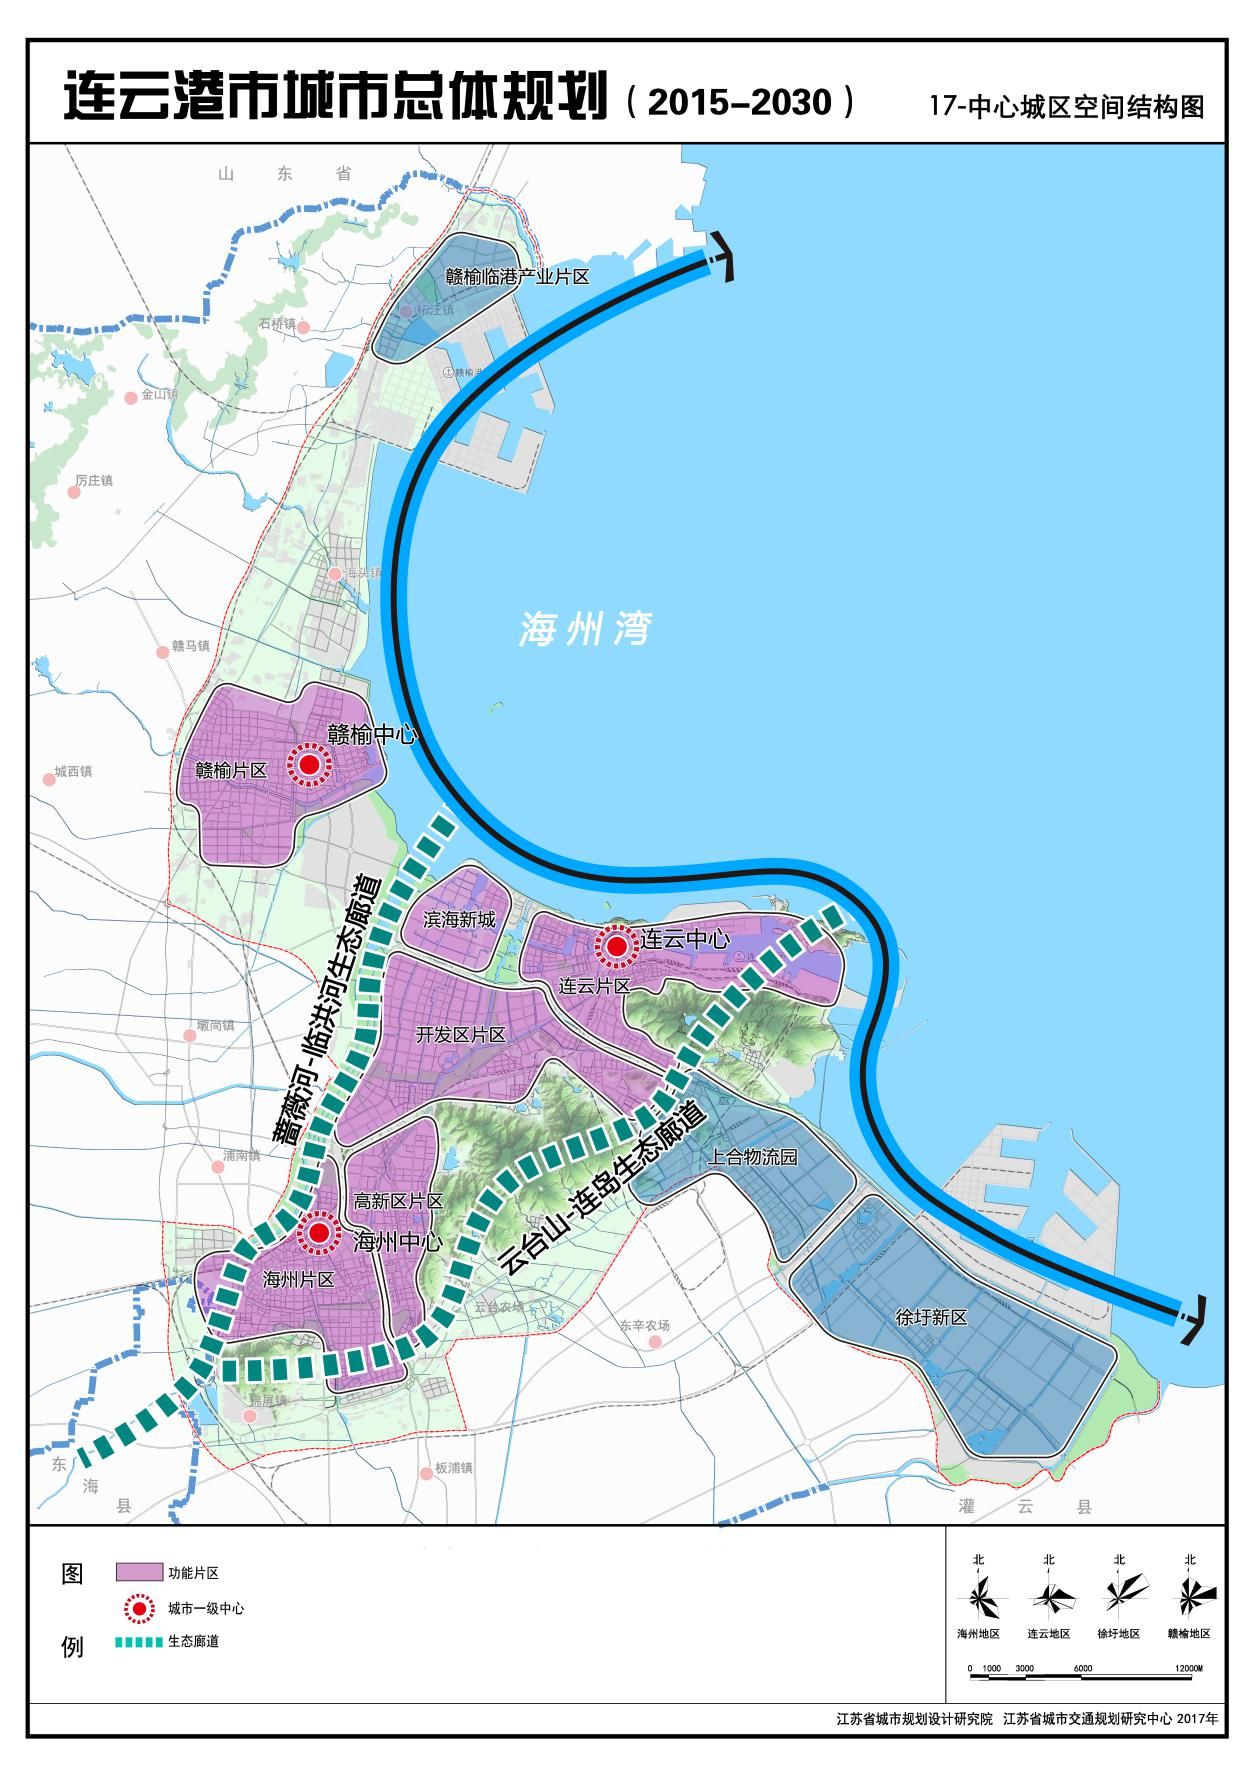 连云港市城市总体规划（2015-2030）
17-中心城区空间结构图
山东省
赣榆临港产业片区
柘汪镇
石桥镇
赣榆港
金山镇
厉庄镇
海头镇
海州湾
赣马镇
赣榆中心
赣榆片区
城西镇
滨海新城
连云中心
连云片区
蔷薇河-临洪河生态廊道
开发区片区
墩尚镇
云台山-连岛生态廊道
上合物流园
浦南镇
高新区片区
海州中心
海州片区
云台农场
东辛农场
徐圩新区
锦屏镇
板浦镇
东海县
灌云县
图例
功能片区
城市一级中心
生态廊道
北 北 北 北
海州地区 连云地区 徐圩地区 赣榆地区
0 1000 3000 6000 12000M
江苏省城市规划设计研究院 江苏省城市交通规划研究中心 2017年